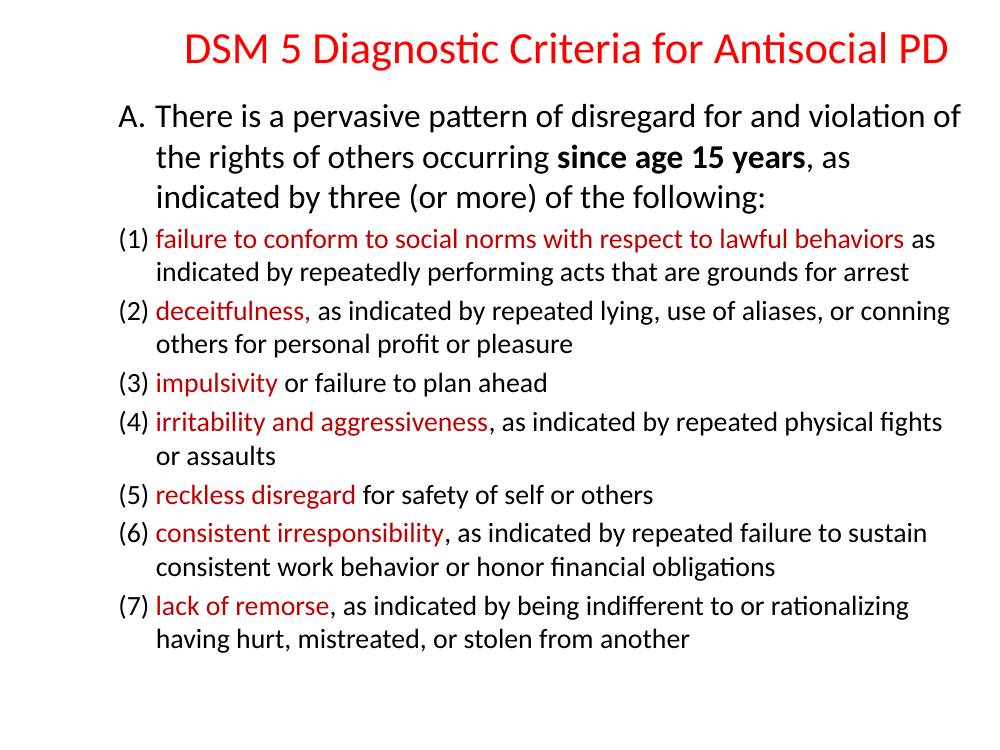 DSM 5 Diagnostic Criteria for Antisocial PD
A. There is a pervasive pattern of disregard for and violation of
the rights of others occurring since age 15 years, as
indicated by three (or more) of the following:
(1) failure to conform to social norms with respect to lawful behaviors as
indicated by repeatedly performing acts that are grounds for arrest
(2) deceitfulness, as indicated by repeated lying, use of aliases, or conning
others for personal profit or pleasure
(3) impulsivity or failure to plan ahead
(4) irritability and aggressiveness, as indicated by repeated physical fights
or assaults
(5) reckless disregard for safety of self or others
(6) consistent irresponsibility, as indicated by repeated failure to sustain
consistent work behavior or honor financial obligations
(7) lack of remorse, as indicated by being indifferent to or rationalizing
having hurt, mistreated, or stolen from another